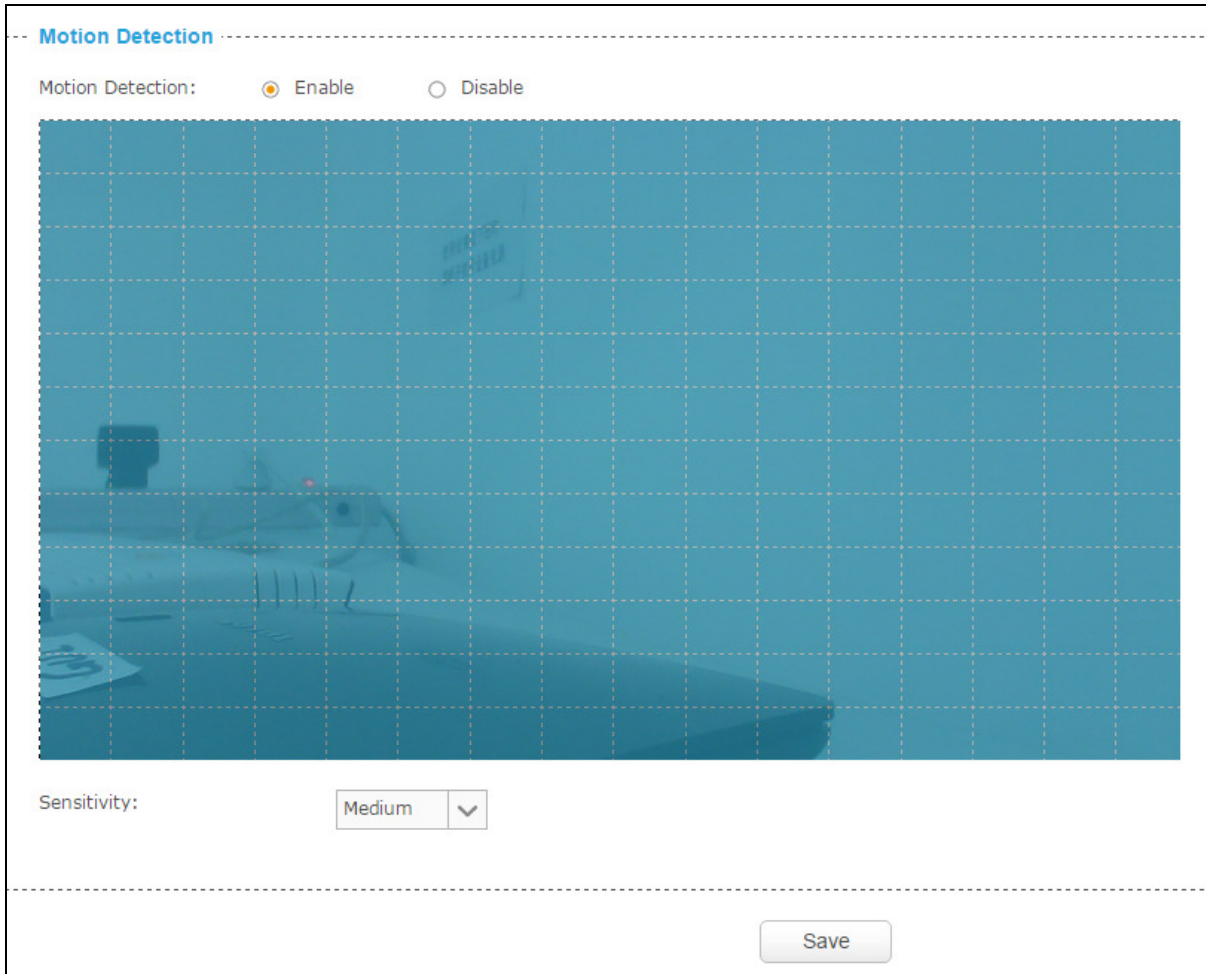 Motion Detection
Motion Detection: Enable Disable
Sensitivity: Medium
Save